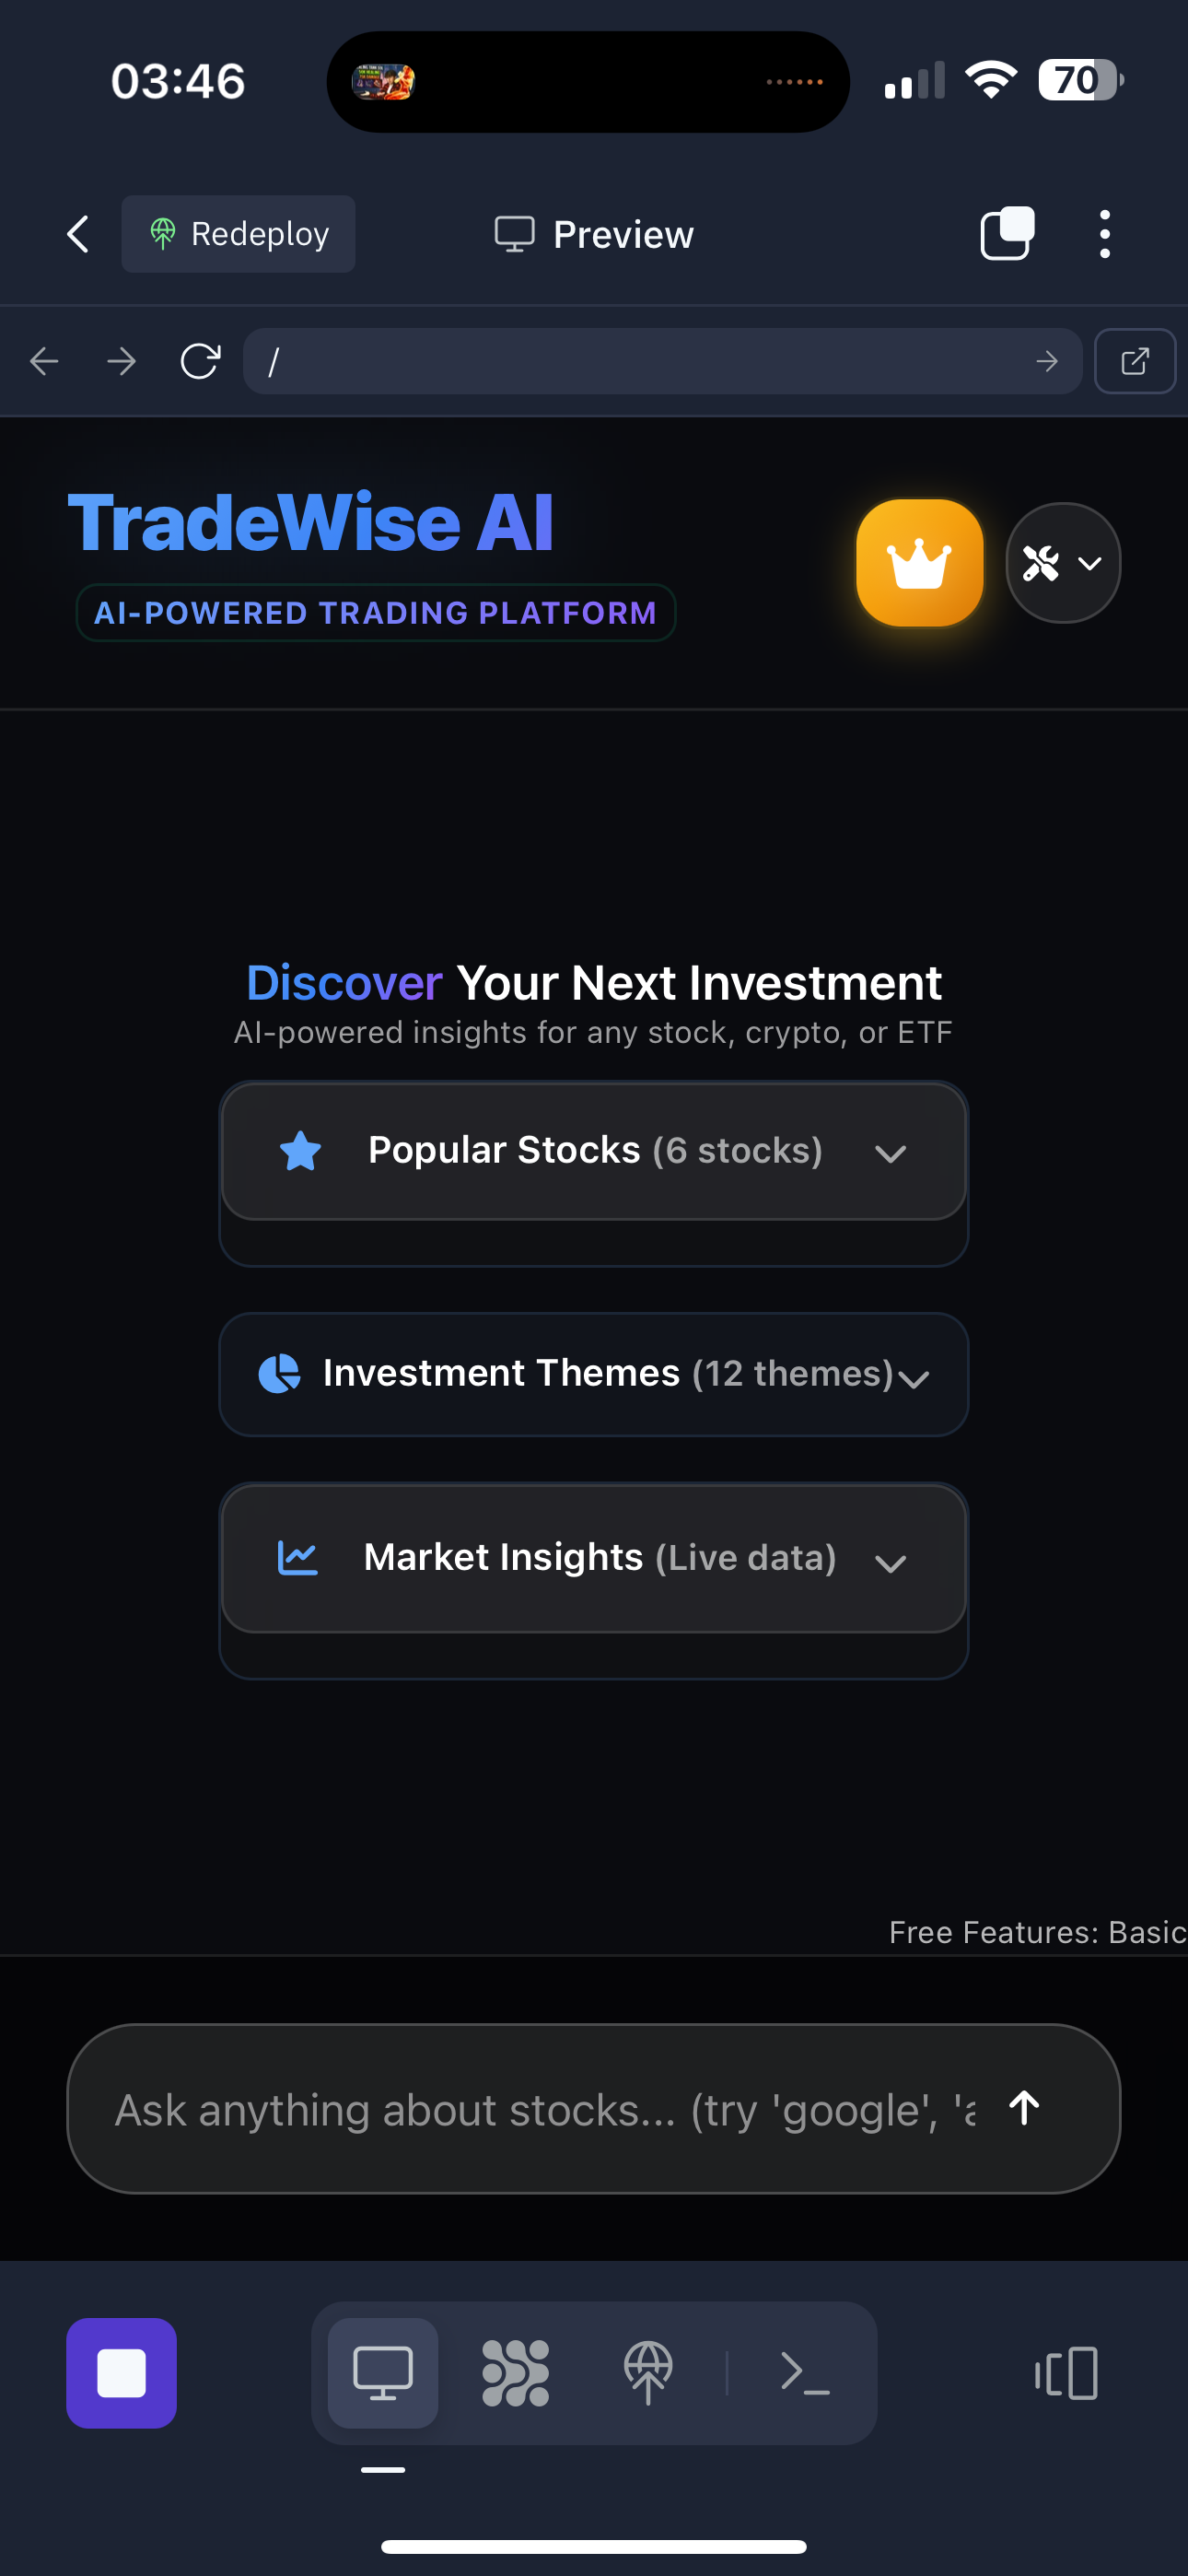 03:46
70
Redeploy
Preview
/
TradeWise AI
AI-POWERED TRADING PLATFORM
Discover Your Next Investment
AI-powered insights for any stock, crypto, or ETF
Popular Stocks (6 stocks)
Investment Themes (12 themes)
Market Insights (Live data)
Free Features: Basic
Ask anything about stocks... (try 'google', '